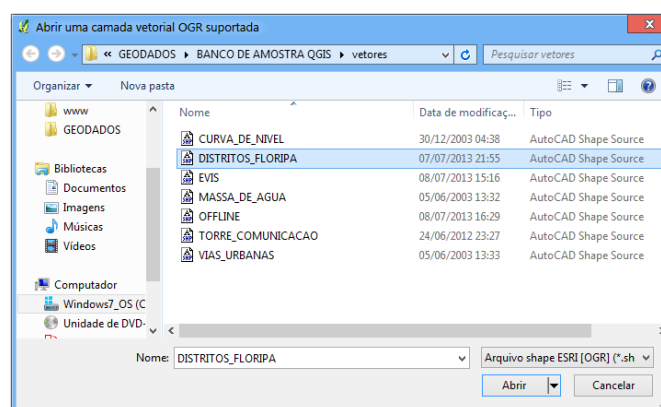 Abrir uma camada vetorial OGR suportada
« GEODADOS ▸ BANCO DE AMOSTRA QGIS ▸ vetores Pesquisar vetores
Organizar Nova pasta
www
GEODADOS
Bibliotecas
Documentos
Imagens
Músicas
Vídeos
Computador
Windows7_OS (C
Unidade de DVD-
Nome Data de modificaç... Tipo
CURVA_DE_NIVEL 30/12/2003 04:38 AutoCAD Shape Source
DISTRITOS_FLORIPA 07/07/2013 21:55 AutoCAD Shape Source
EVIS 08/07/2013 15:16 AutoCAD Shape Source
MASSA_DE_AGUA 05/06/2003 13:32 AutoCAD Shape Source
OFFLINE 08/07/2013 16:29 AutoCAD Shape Source
TORRE_COMUNICACAO 24/06/2012 23:27 AutoCAD Shape Source
VIAS_URBANAS 05/06/2003 13:33 AutoCAD Shape Source
Nome: DISTRITOS_FLORIPA Arquivo shape ESRI [OGR] (*.sh
Abrir Cancelar